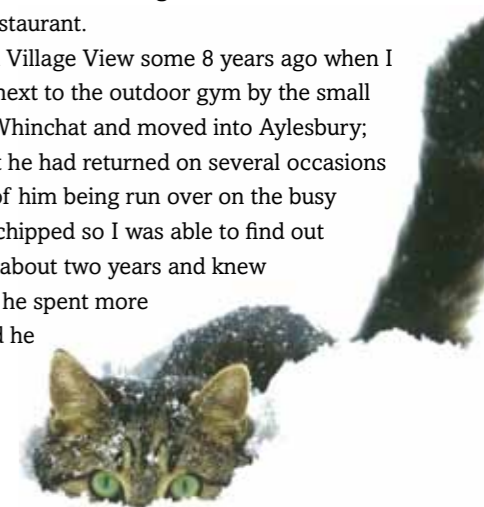 staurant.
Village View some 8 years ago when I
next to the outdoor gym by the small
Whinchat and moved into Aylesbury;
he had returned on several occasions
of him being run over on the busy
chipped so I was able to find out
about two years and knew
he spent more
he